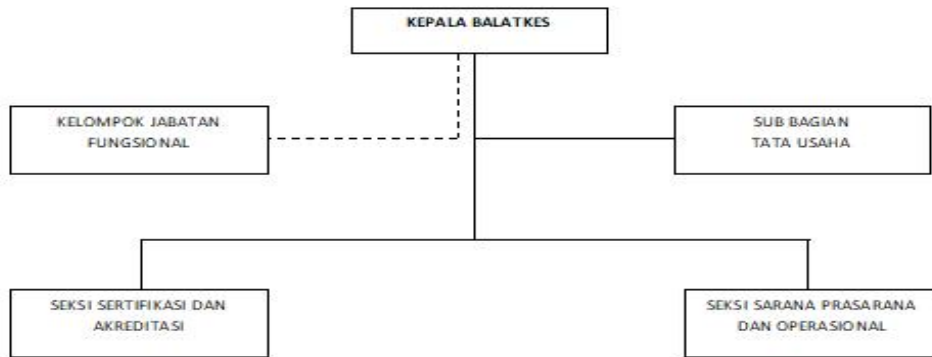 KEPALA BALATKES
KELOMPOK JABATAN
FUNGSIONAL
SUB BAGIAN
TATA USAHA
SEKSI SERTIFIKASI DAN
AKREDITASI
SEKSI SARANA PRASARANA
DAN OPERASIONAL